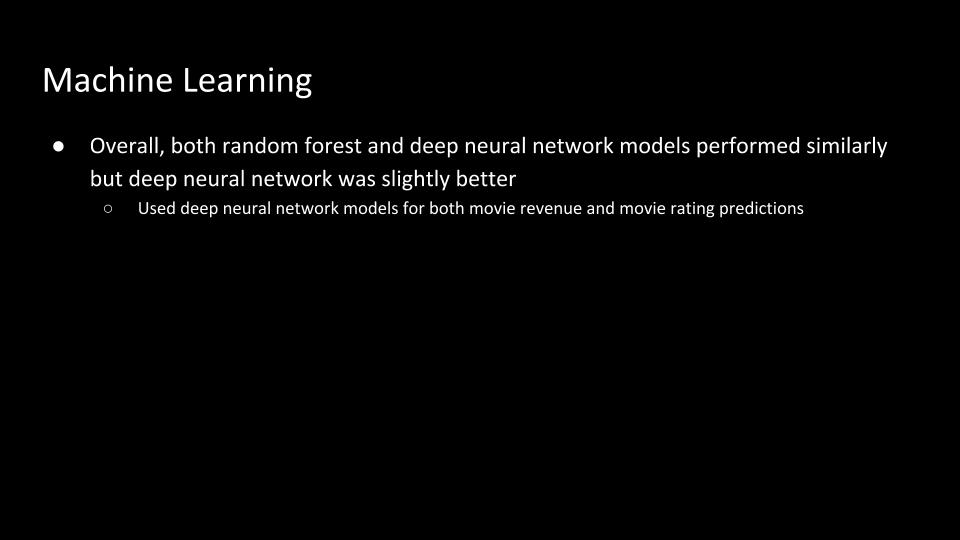 Machine Learning
● Overall, both random forest and deep neural network models performed similarly
but deep neural network was slightly better
○ Used deep neural network models for both movie revenue and movie rating predictions